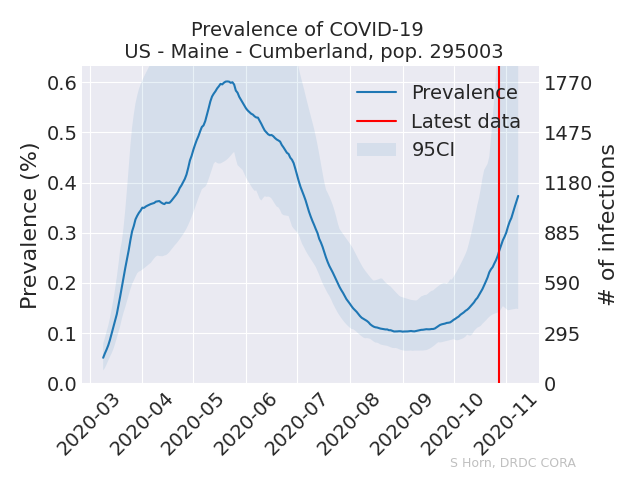 Prevalence of COVID-19
US - Maine - Cumberland, pop. 295003
Prevalence (%)
0.6
0.5
0.4
0.3
0.2
0.1
0.0
Prevalence
Latest data
95CI
1770
1475
1180
885
590
295
0
# of infections
2020-03
2020-04
2020-05
2020-06
2020-07
2020-08
2020-09
2020-10
2020-11
S Horn, DRDC CORA